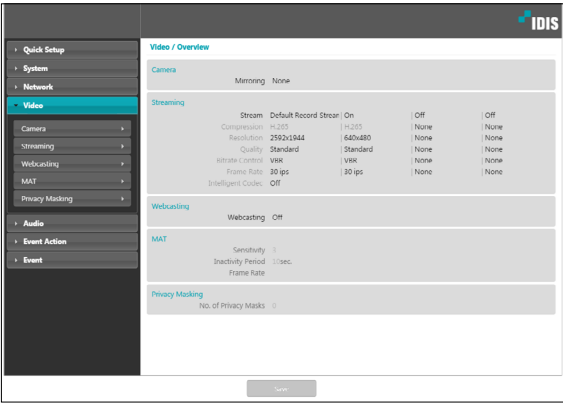 IDIS
Quick Setup
System
Network
Video
Camera
Streaming
Webcasting
MAT
Privacy Masking
Audio
Event Action
Event
Video / Overview
Camera
Mirroring None
Streaming
Stream Default Record Strear | On | Off | Off
Compression H.265 | H.265 | None | None
Resolution 2592x1944 | 640x480 | None | None
Quality Standard | Standard | None | None
Bitrate Control VBR | VBR | None | None
Frame Rate 30 ips | 30 ips | None | None
Intelligent Codec Off
Webcasting
Webcasting Off
MAT
Sensitivity
Inactivity Period 10sec.
Frame Rate
Privacy Masking
No. of Privacy Masks 0
Save